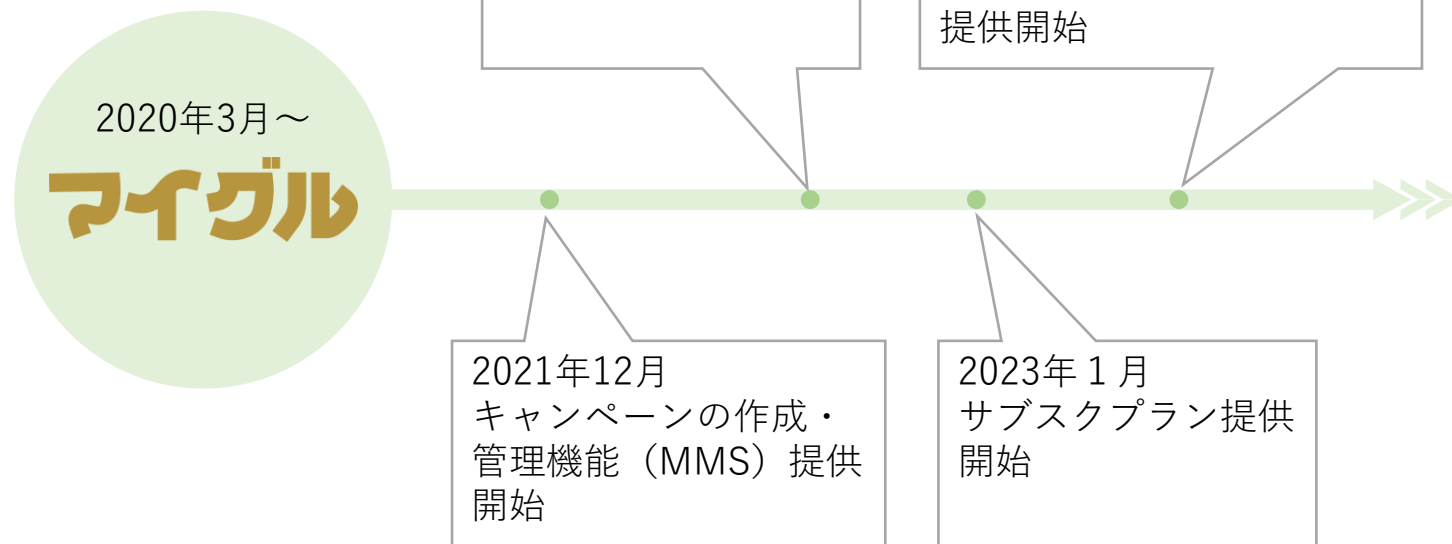 提供開始
2020年3月～
マイグル
2021年12月
キャンペーンの作成・
管理機能（MMS）提供
開始
2023年１月
サブスクプラン提供
開始